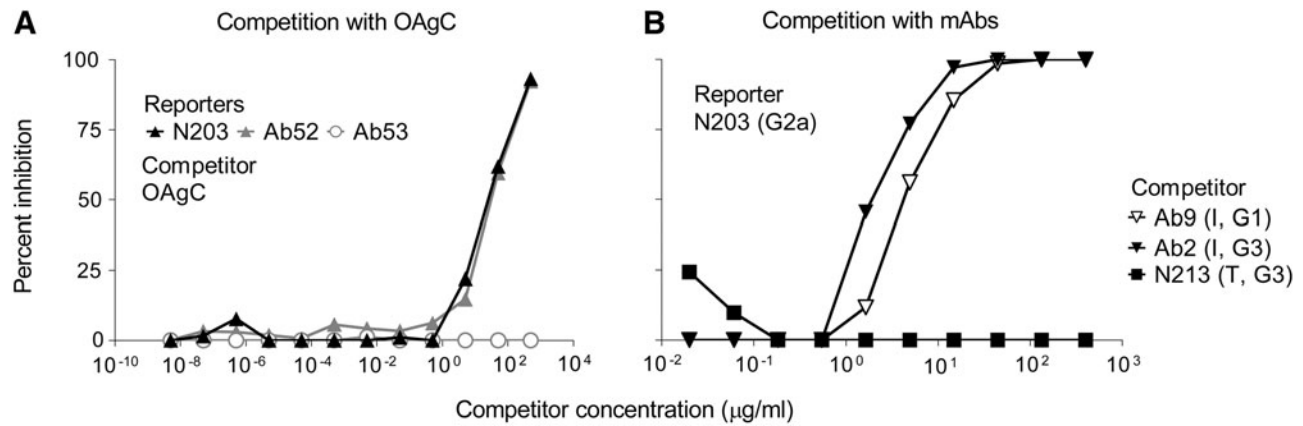 A
Competition with OAgC
Percent inhibition
100
75
50
25
0
Reporters
N203 Ab52 Ab53
Competitor
OAgC
10-10 10-8 10-6 10-4 10-2 100 102 104
B
Competition with mAbs
Reporter
N203 (G2a)
Competitor
Ab9 (I, G1)
Ab2 (I, G3)
N213 (T, G3)
10-2 10-1 100 101 102 103
Competitor concentration (μg/ml)